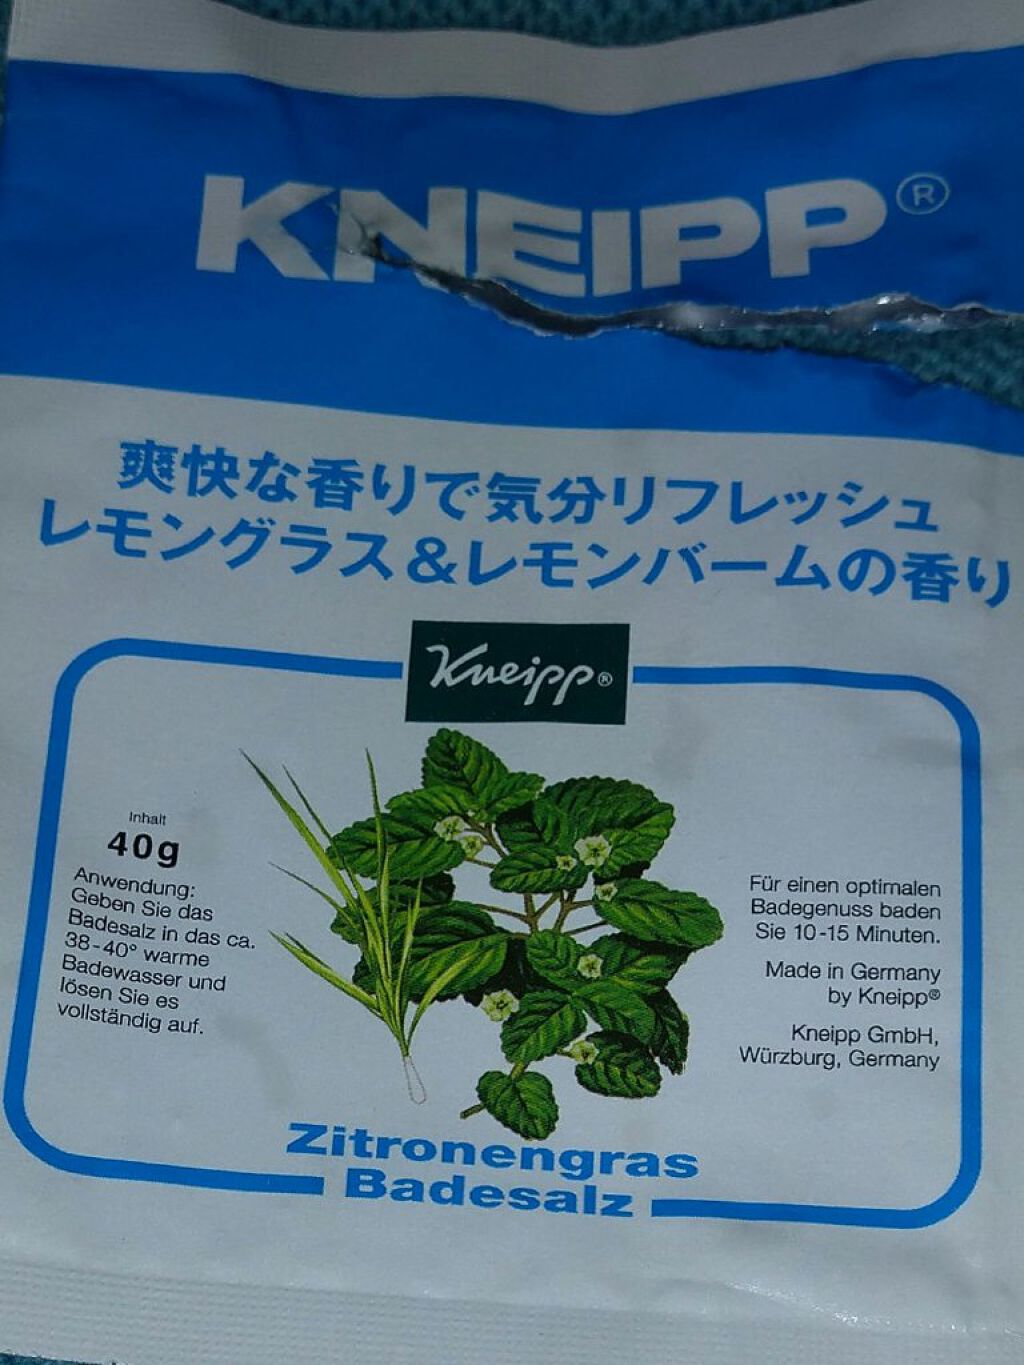 KNEIPP®
爽快な香りで気分リフレッシュ
レモングラス&レモンバームの香り
Kneipp®
Inhalt
40g
Anwendung:
Geben Sie das
Badesalz in das ca.
38-40° warme
Badewasser und
lösen Sie es
vollständig auf.
Für einen optimalen
Badegenuss baden
Sie 10-15 Minuten.
Made in Germany
by Kneipp®
Kneipp GmbH,
Würzburg, Germany
Zitronengras
Badesalz